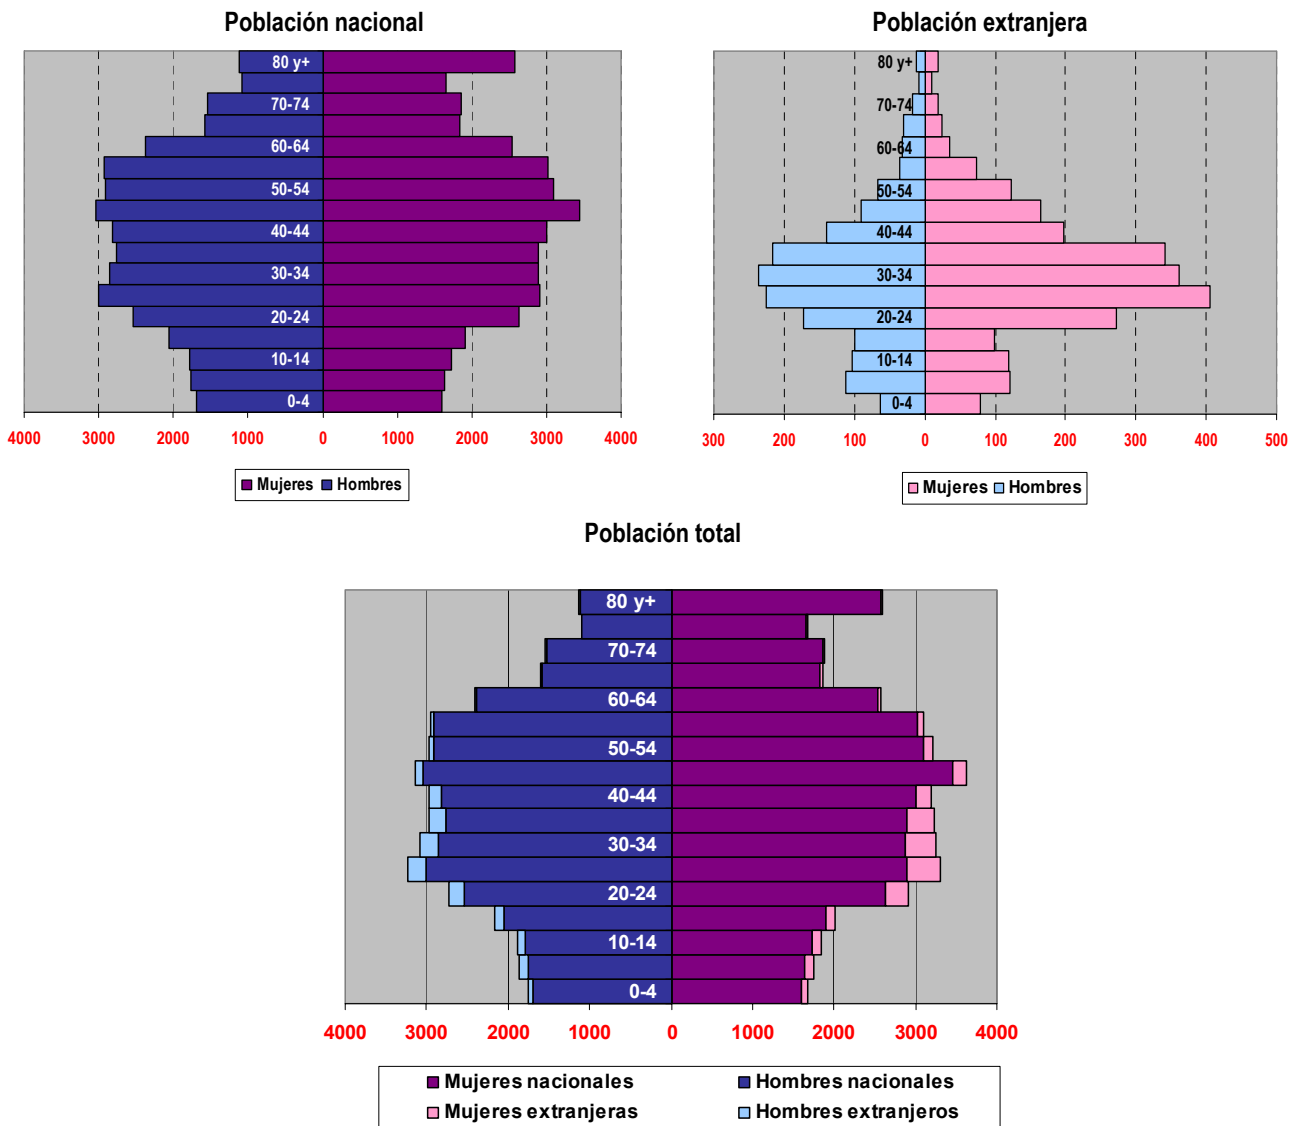 Población nacional
80 y+
70-74
60-64
50-54
40-44
30-34
20-24
10-14
0-4
4000 3000 2000 1000 0 1000 2000 3000 4000
Mujeres Hombres
Población extranjera
80 y+
70-74
60-64
50-54
40-44
30-34
20-24
10-14
0-4
300 200 100 0 100 200 300 400 500
Mujeres Hombres
Población total
80 y+
70-74
60-64
50-54
40-44
30-34
20-24
10-14
0-4
4000 3000 2000 1000 0 1000 2000 3000 4000
Mujeres nacionales Hombres nacionales
Mujeres extranjeras Hombres extranjeros